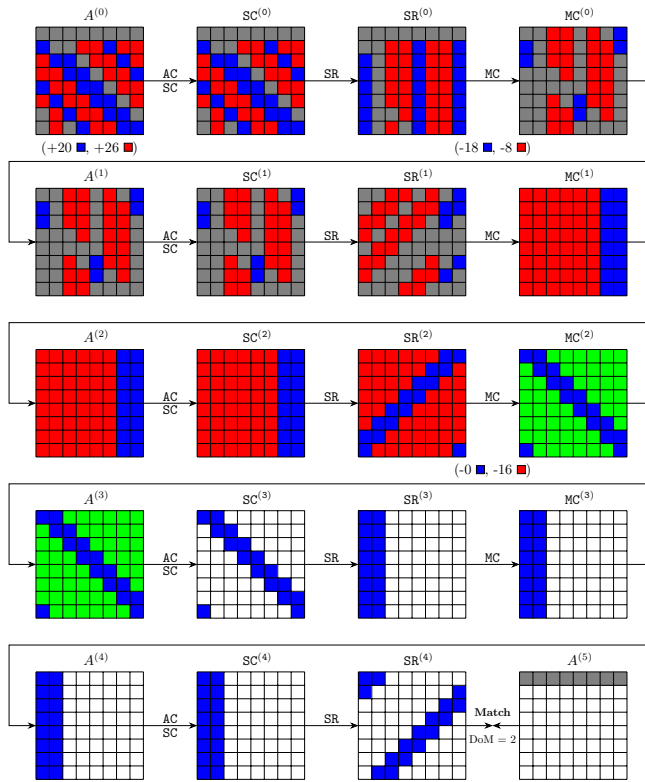 A^(0) SC^(0) SR^(0) MC^(0)
AC
SC
SR
MC
(+20 ■, +26 ■) (-18 ■, -8 ■)
A^(1) SC^(1) SR^(1) MC^(1)
AC
SC
SR
MC
A^(2) SC^(2) SR^(2) MC^(2)
AC
SC
SR
MC
(-0 ■, -16 ■)
A^(3) SC^(3) SR^(3) MC^(3)
AC
SC
SR
MC
A^(4) SC^(4) SR^(4) A^(5)
AC
SC
SR
Match
DoM = 2